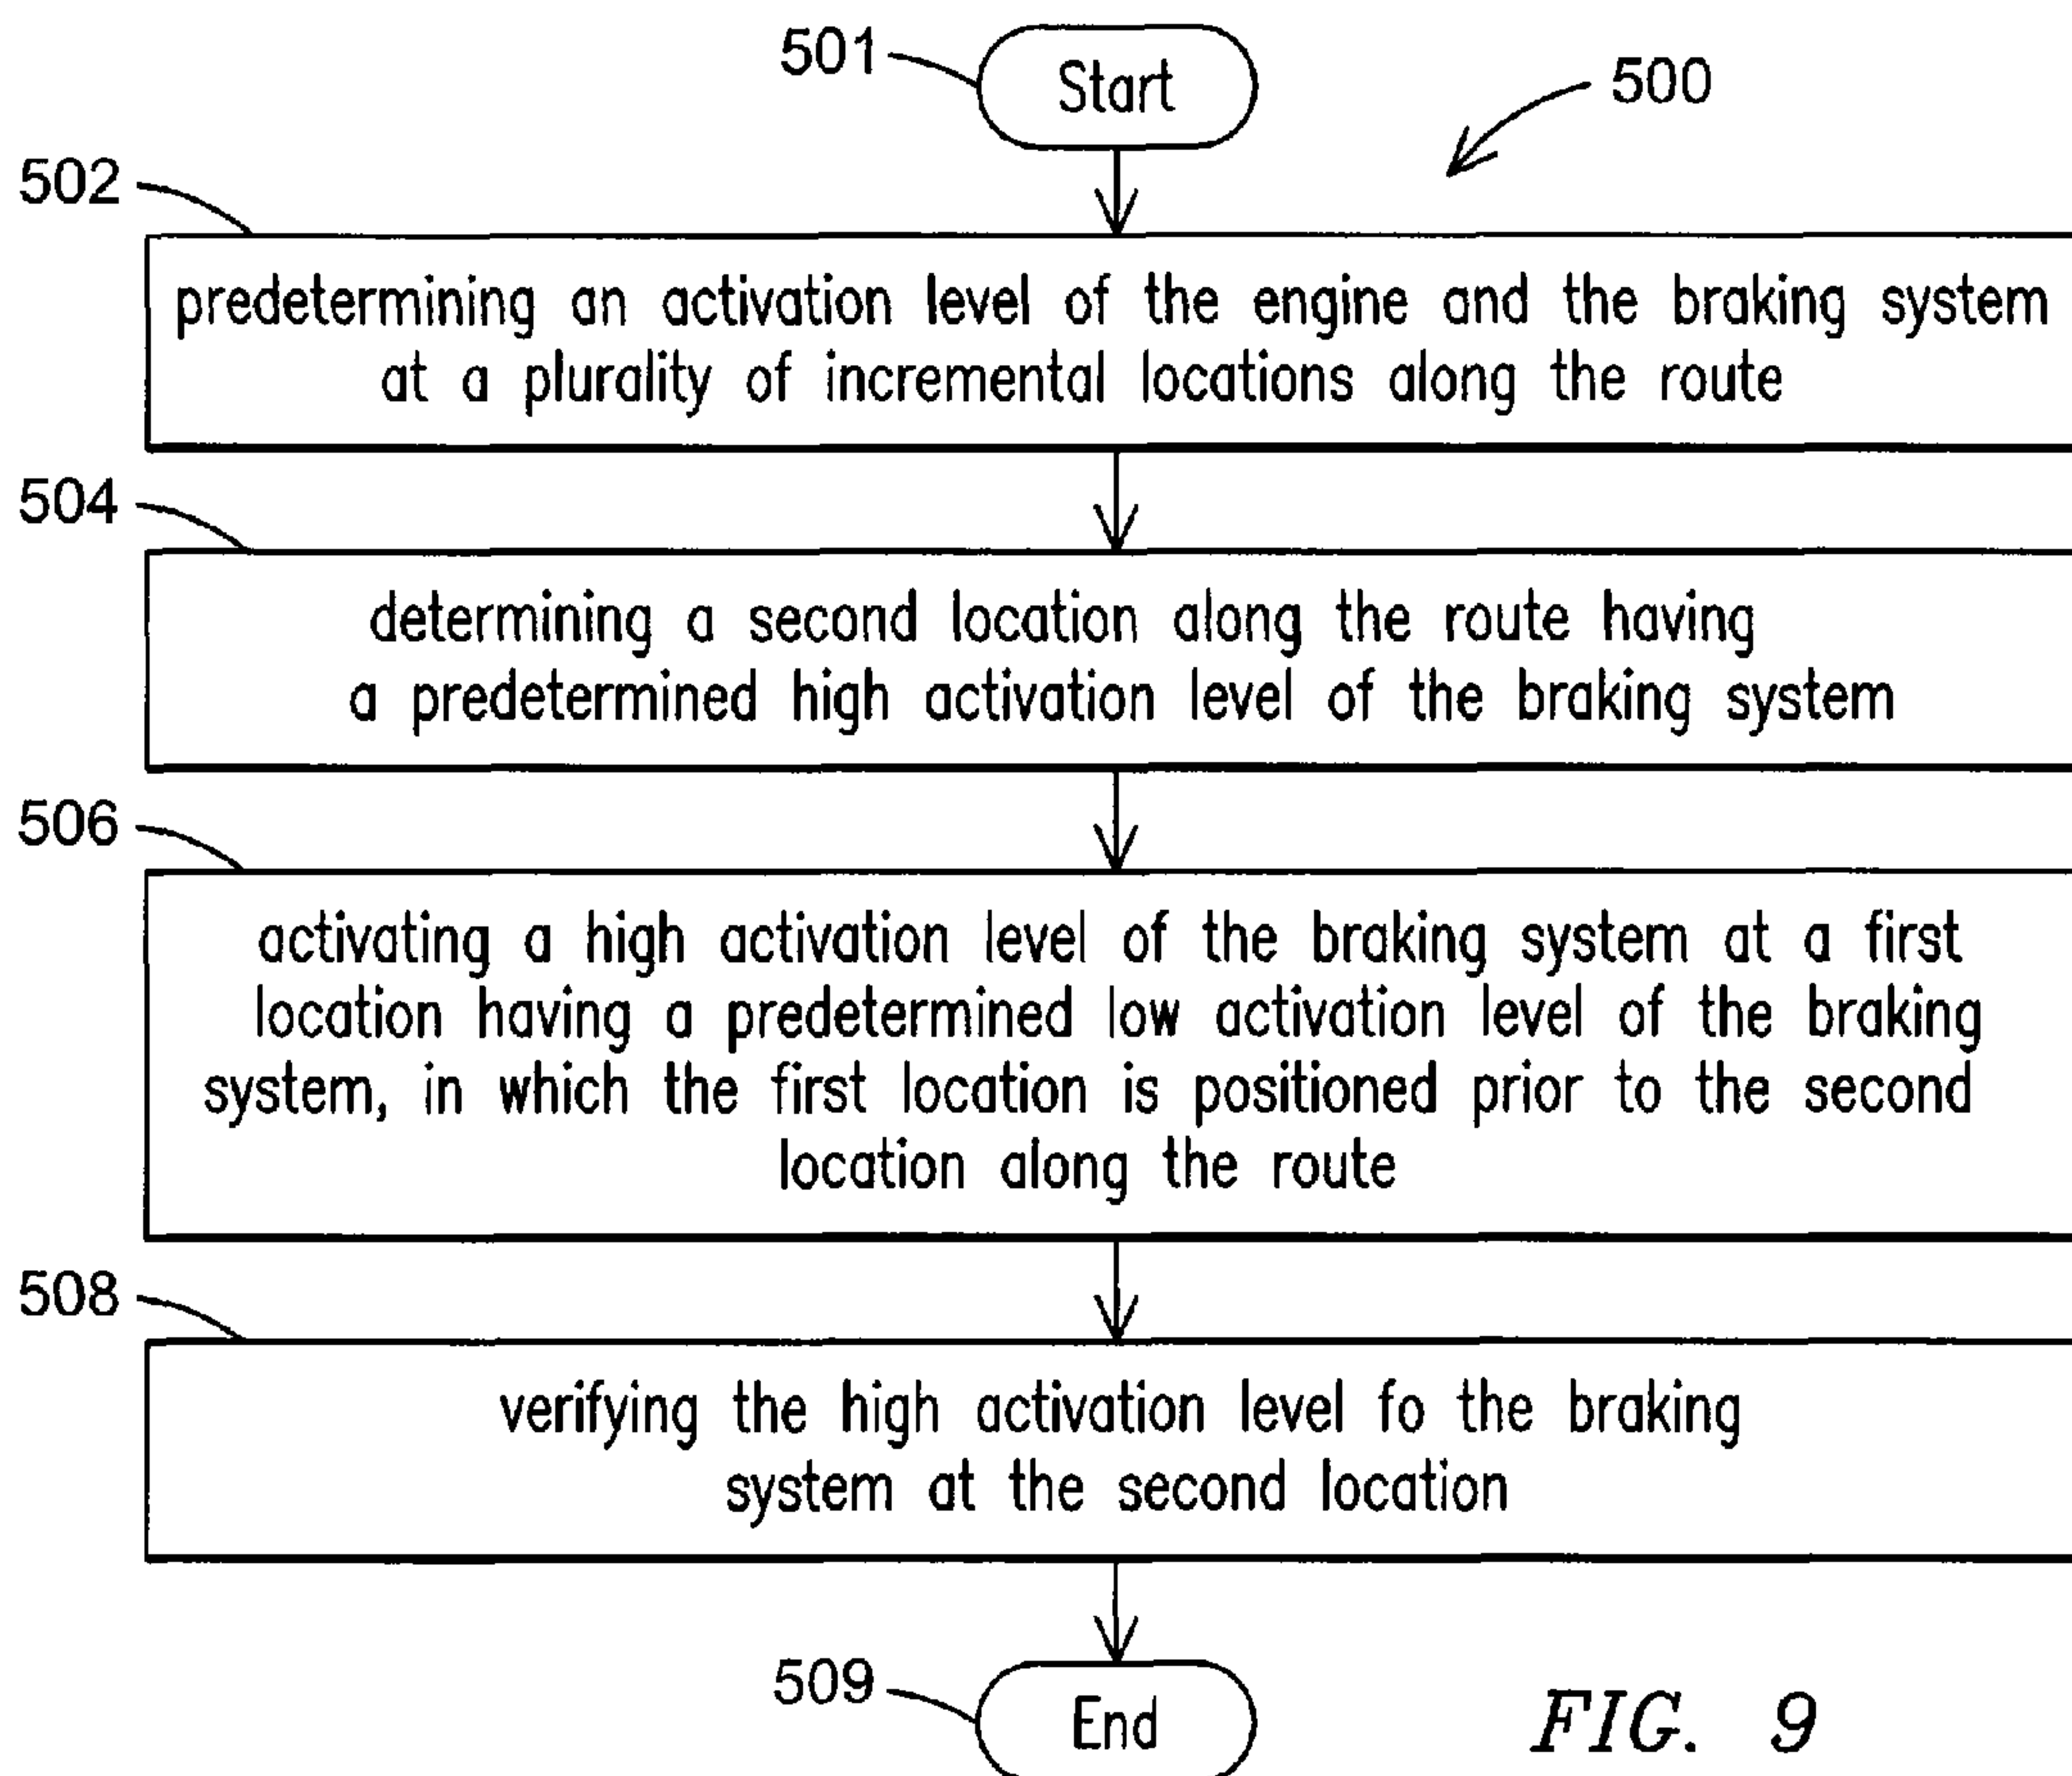 501
Start
500
502
predetermining an activation level of the engine and the braking system
at a plurality of incremental locations along the route
504
determining a second location along the route having
a predetermined high activation level of the braking system
506
activating a high activation level of the braking system at a first
location having a predetermined low activation level of the braking
system, in which the first location is positioned prior to the second
location along the route
508
verifying the high activation level fo the braking
system at the second location
509
End
FIG. 9